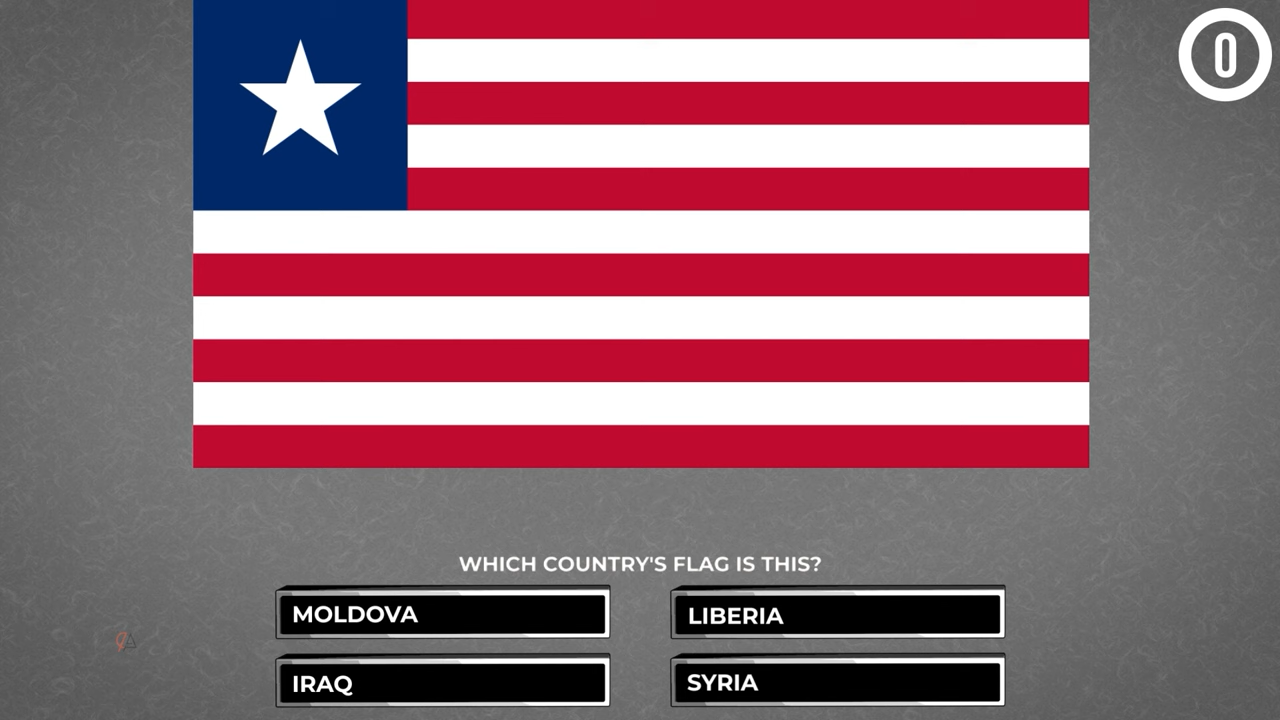 0
WHICH COUNTRY'S FLAG IS THIS?
MOLDOVA
LIBERIA
IRAQ
SYRIA